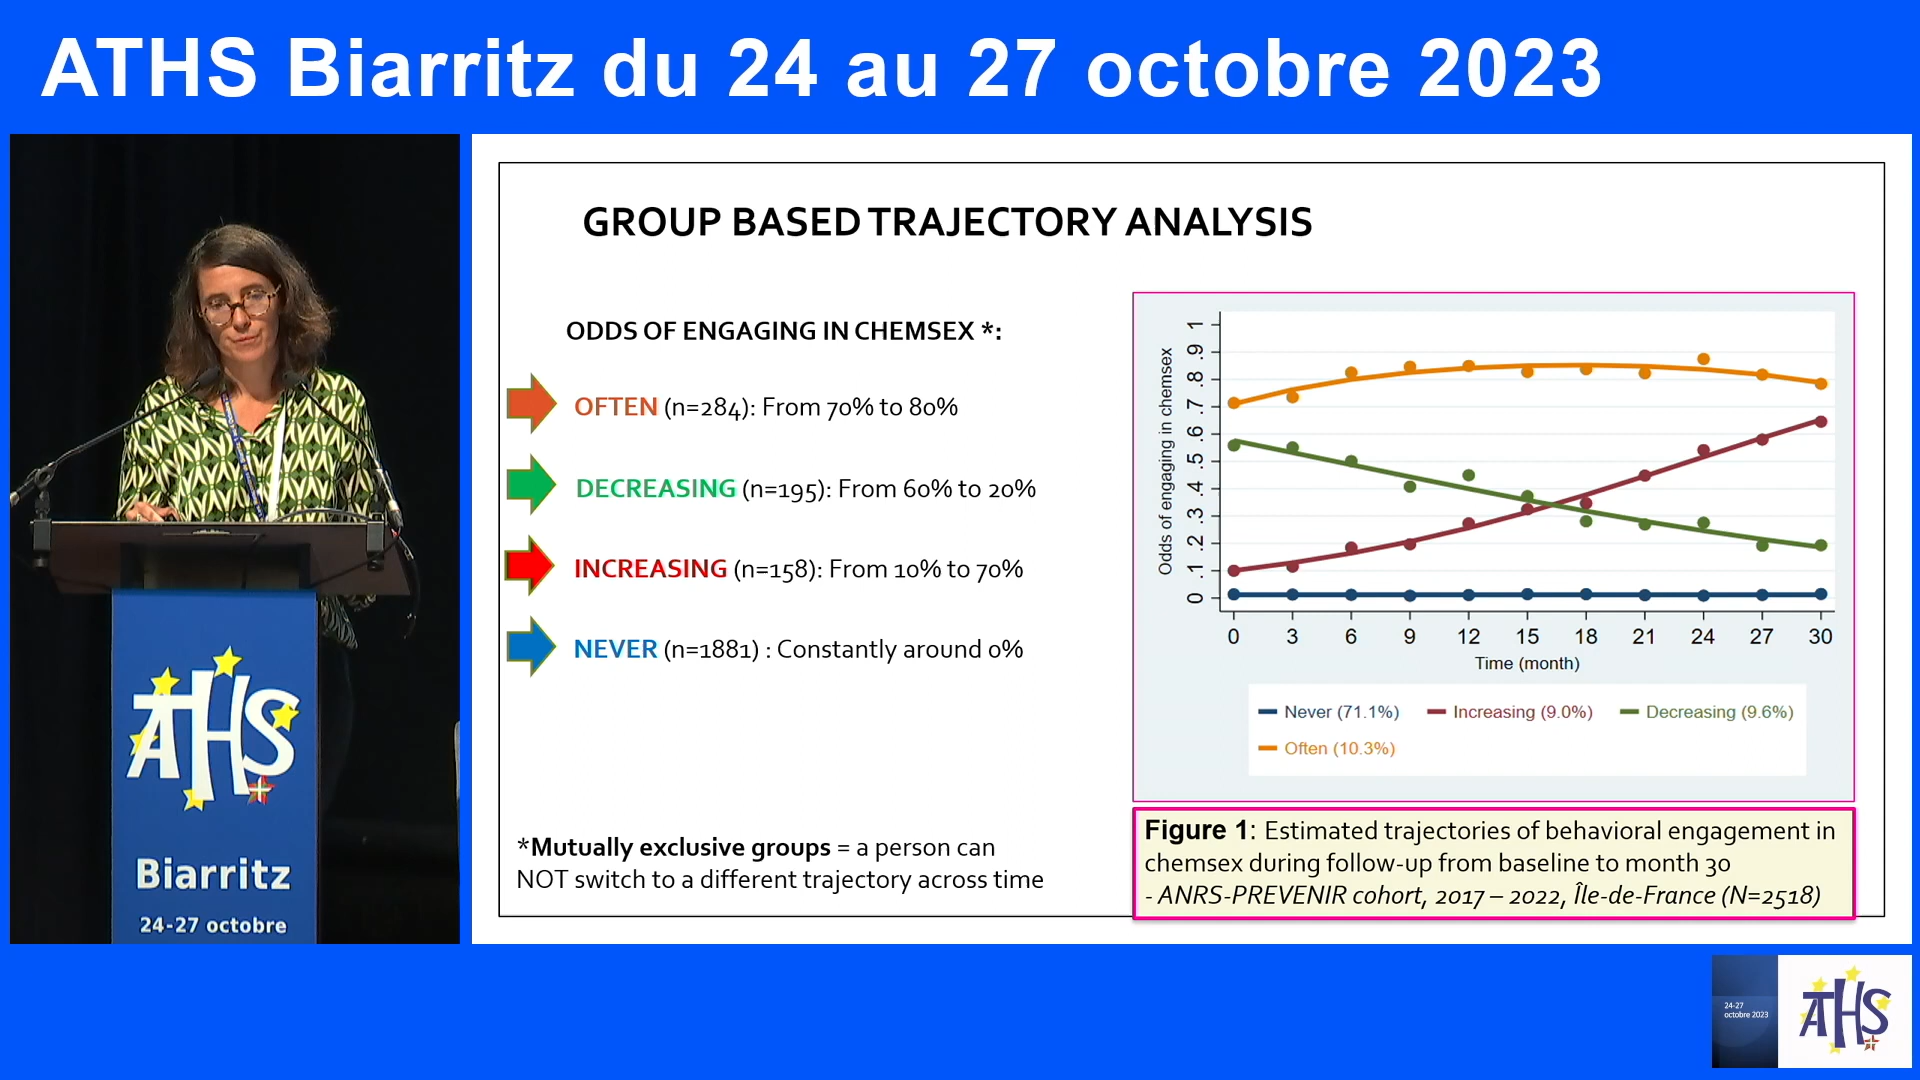 ATHS Biarritz du 24 au 27 octobre 2023
GROUP BASED TRAJECTORY ANALYSIS
ODDS OF ENGAGING IN CHEMSEX *:
OFTEN (n=284): From 70% to 80%
DECREASING (n=195): From 60% to 20%
INCREASING (n=158): From 10% to 70%
NEVER (n=1881) : Constantly around 0%
*Mutually exclusive groups = a person can
NOT switch to a different trajectory across time
Odds of engaging in chemsex
1
.9
.8
.7
.6
.5
.4
.3
.2
.1
0
0 3 6 9 12 15 18 21 24 27 30
Time (month)
Never (71.1%) Increasing (9.0%) Decreasing (9.6%)
Often (10.3%)
Figure 1: Estimated trajectories of behavioral engagement in
chemsex during follow-up from baseline to month 30
- ANRS-PREVENIR cohort, 2017 – 2022, Île-de-France (N=2518)
ATHS
Biarritz
24-27 octobre
24-27
octobre 2023
ATHS